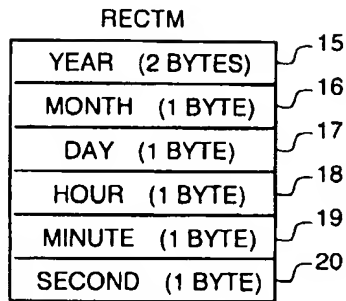 RECTM
YEAR (2 BYTES) 15
MONTH (1 BYTE) 16
DAY (1 BYTE) 17
HOUR (1 BYTE) 18
MINUTE (1 BYTE) 19
SECOND (1 BYTE) 20